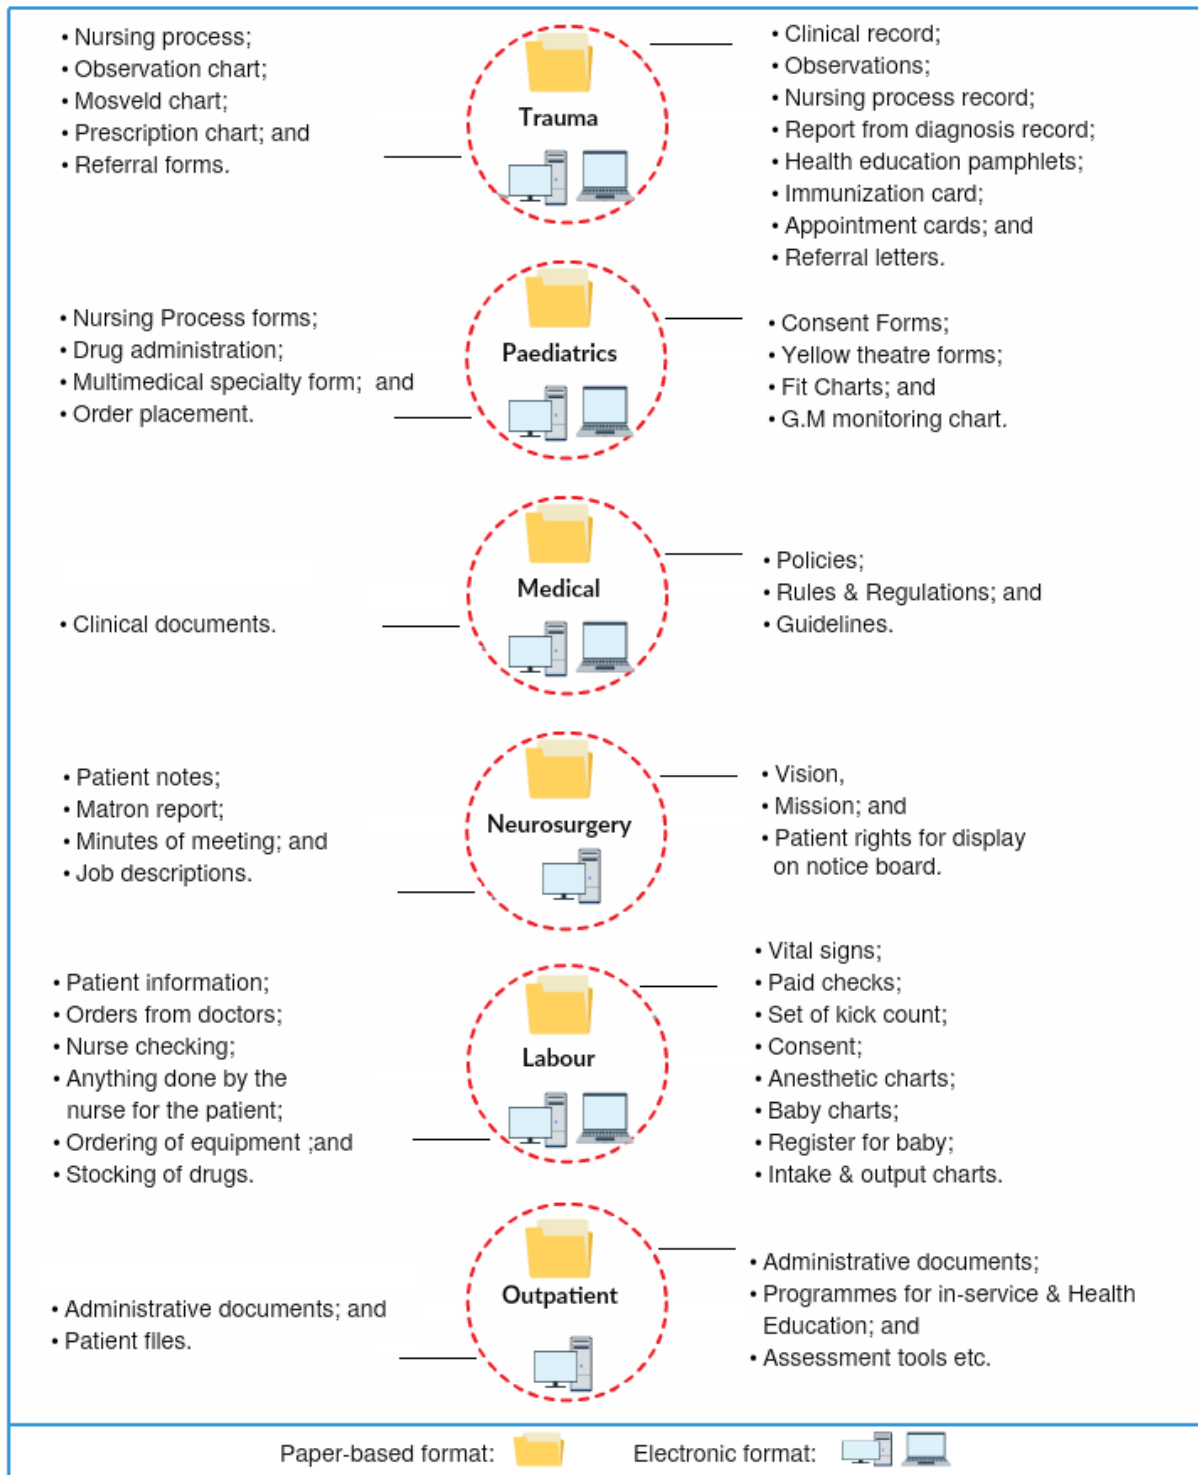 • Nursing process;
• Observation chart;
• Mosveld chart;
• Prescription chart; and
• Referral forms.
Trauma
• Clinical record;
• Observations;
• Nursing process record;
• Report from diagnosis record;
• Health education pamphlets;
• Immunization card;
• Appointment cards; and
• Referral letters.
• Nursing Process forms;
• Drug administration;
• Multimedical specialty form; and
• Order placement.
Paediatrics
• Consent Forms;
• Yellow theatre forms;
• Fit Charts; and
• G.M monitoring chart.
• Clinical documents.
Medical
• Policies;
• Rules & Regulations; and
• Guidelines.
• Patient notes;
• Matron report;
• Minutes of meeting; and
• Job descriptions.
Neurosurgery
• Vision,
• Mission; and
• Patient rights for display
on notice board.
• Patient information;
• Orders from doctors;
• Nurse checking;
• Anything done by the
nurse for the patient;
• Ordering of equipment ;and
• Stocking of drugs.
Labour
• Vital signs;
• Paid checks;
• Set of kick count;
• Consent;
• Anesthetic charts;
• Baby charts;
• Register for baby;
• Intake & output charts.
• Administrative documents; and
• Patient files.
Outpatient
• Administrative documents;
• Programmes for in-service & Health
Education; and
• Assessment tools etc.
Paper-based format:
Electronic format: